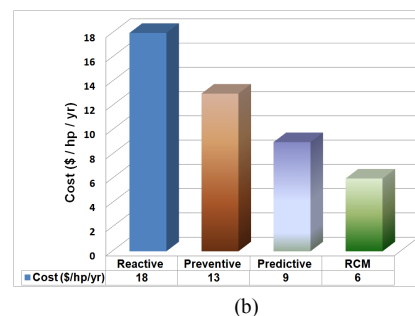 Cost ($ / hp / yr)
18
16
14
12
10
8
6
4
2
0
Reactive Preventive Predictive RCM
Cost ($/hp/yr) 18 13 9 6
(b)